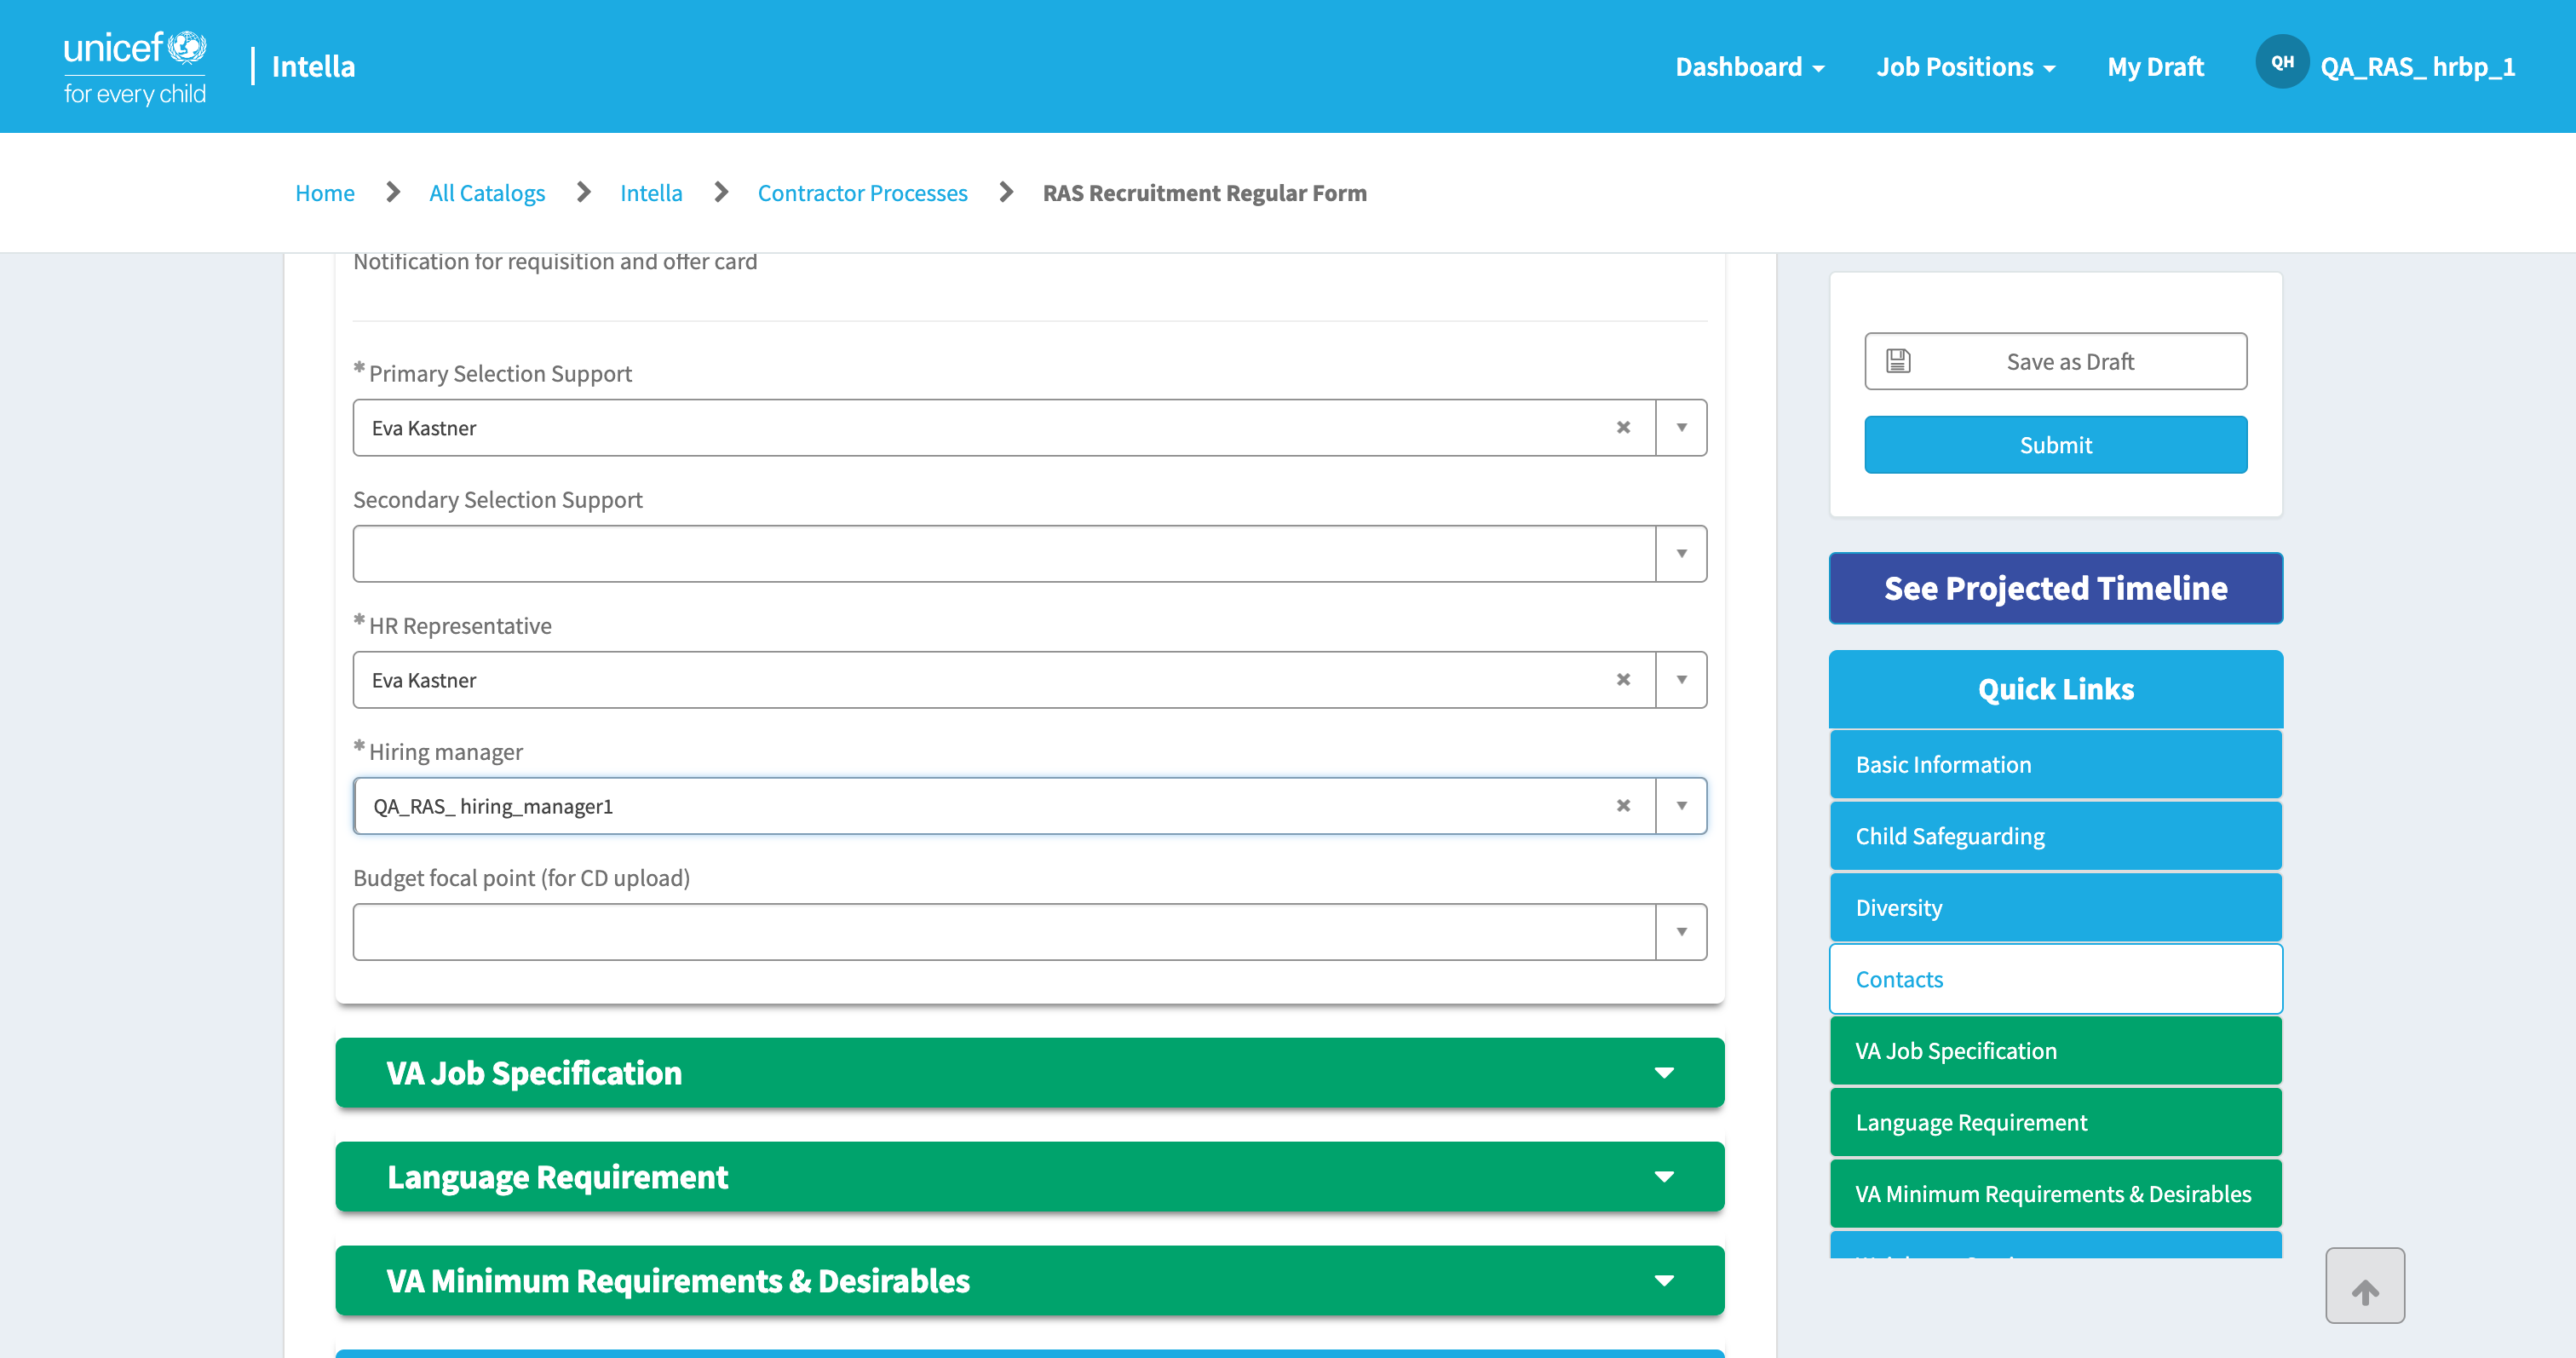 unicef
for every child
Intella
Dashboard
Job Positions
My Draft
QH
QA_RAS_ hrbp_1
Home
All Catalogs
Intella
Contractor Processes
RAS Recruitment Regular Form
Notification for requisition and offer card
* Primary Selection Support
Eva Kastner
Secondary Selection Support
* HR Representative
Eva Kastner
* Hiring manager
QA_RAS_ hiring_manager1
Budget focal point (for CD upload)
VA Job Specification
Language Requirement
VA Minimum Requirements & Desirables
Save as Draft
Submit
See Projected Timeline
Quick Links
Basic Information
Child Safeguarding
Diversity
Contacts
VA Job Specification
Language Requirement
VA Minimum Requirements & Desirables